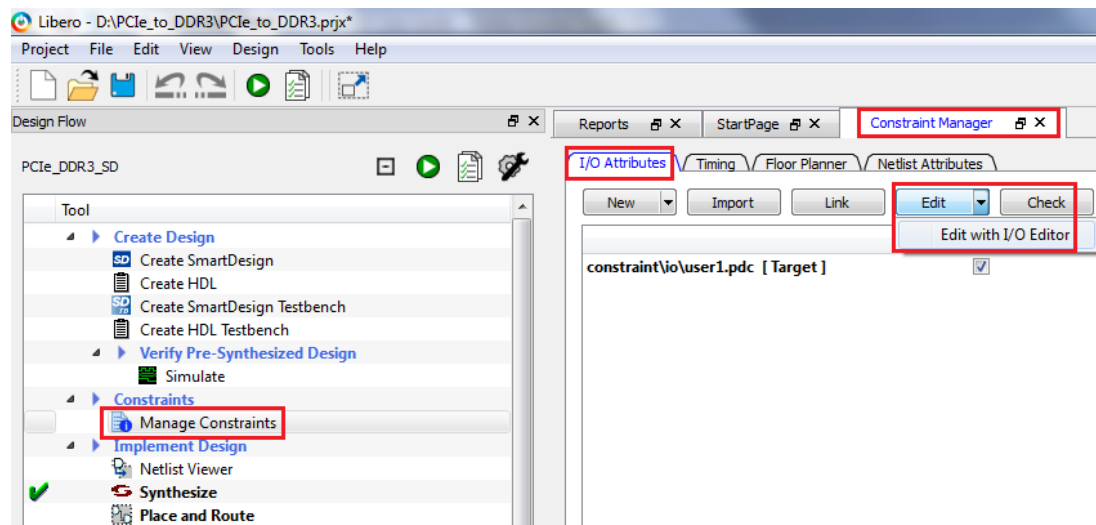 Libero - D:\PCIe_to_DDR3\PCIe_to_DDR3.prjx*
Project File Edit View Design Tools Help
Design Flow
Reports StartPage Constraint Manager
PCIe_DDR3_SD
I/O Attributes Timing Floor Planner Netlist Attributes
New Import Link Edit Check
Edit with I/O Editor
Tool
Create Design
constraint\io\user1.pdc [ Target ]
SD Create SmartDesign
Create HDL
SD TB Create SmartDesign Testbench
Create HDL Testbench
Verify Pre-Synthesized Design
Simulate
Constraints
Manage Constraints
Implement Design
Netlist Viewer
Synthesize
Place and Route